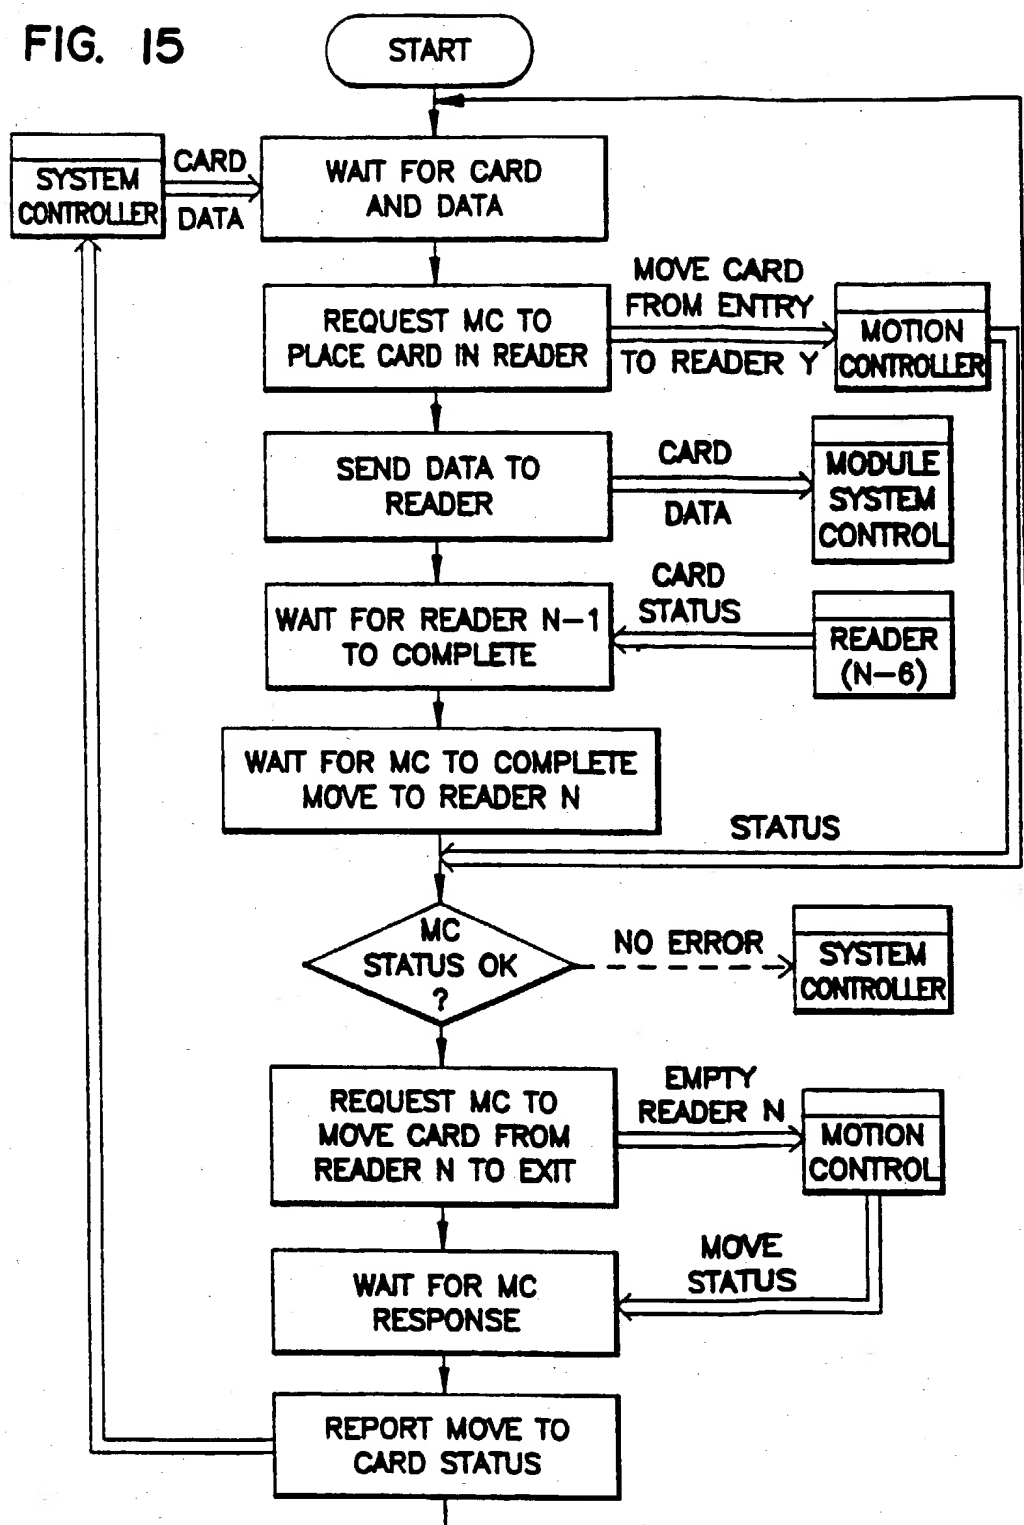 FIG. 15
START
SYSTEM
CONTROLLER
CARD
DATA
WAIT FOR CARD
AND DATA
REQUEST MC TO
PLACE CARD IN READER
MOVE CARD
FROM ENTRY
TO READER Y
MOTION
CONTROLLER
SEND DATA TO
READER
CARD
DATA
MODULE
SYSTEM
CONTROL
WAIT FOR READER N-1
TO COMPLETE
CARD
STATUS
READER
(N-6)
WAIT FOR MC TO COMPLETE
MOVE TO READER N
STATUS
MC
STATUS OK
?
NO ERROR
SYSTEM
CONTROLLER
REQUEST MC TO
MOVE CARD FROM
READER N TO EXIT
EMPTY
READER N
MOTION
CONTROL
WAIT FOR MC
RESPONSE
MOVE
STATUS
REPORT MOVE TO
CARD STATUS